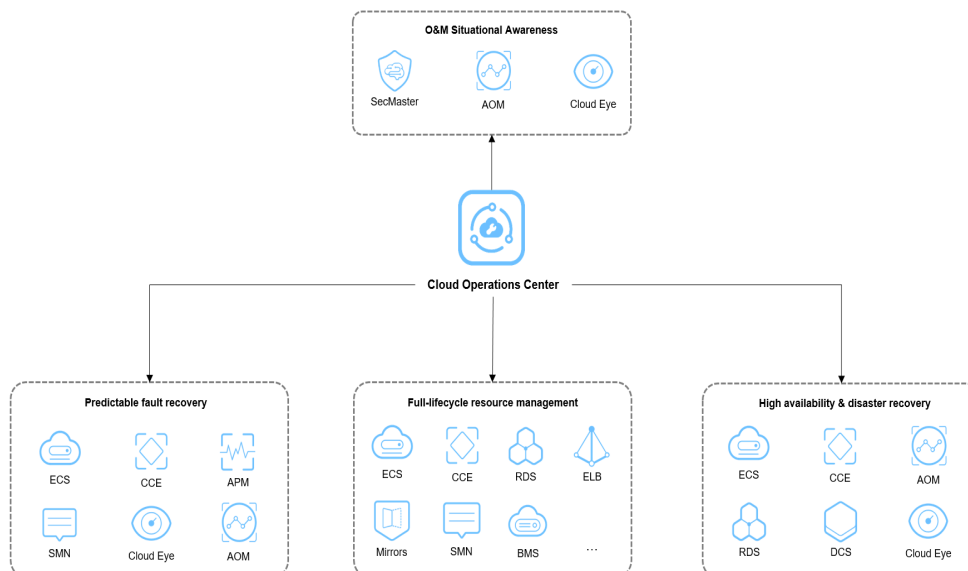 O&M Situational Awareness
SecMaster
AOM
Cloud Eye
Cloud Operations Center
Predictable fault recovery
ECS
CCE
APM
SMN
Cloud Eye
AOM
Full-lifecycle resource management
ECS
CCE
RDS
ELB
Mirrors
SMN
BMS
...
High availability & disaster recovery
ECS
CCE
AOM
RDS
DCS
Cloud Eye